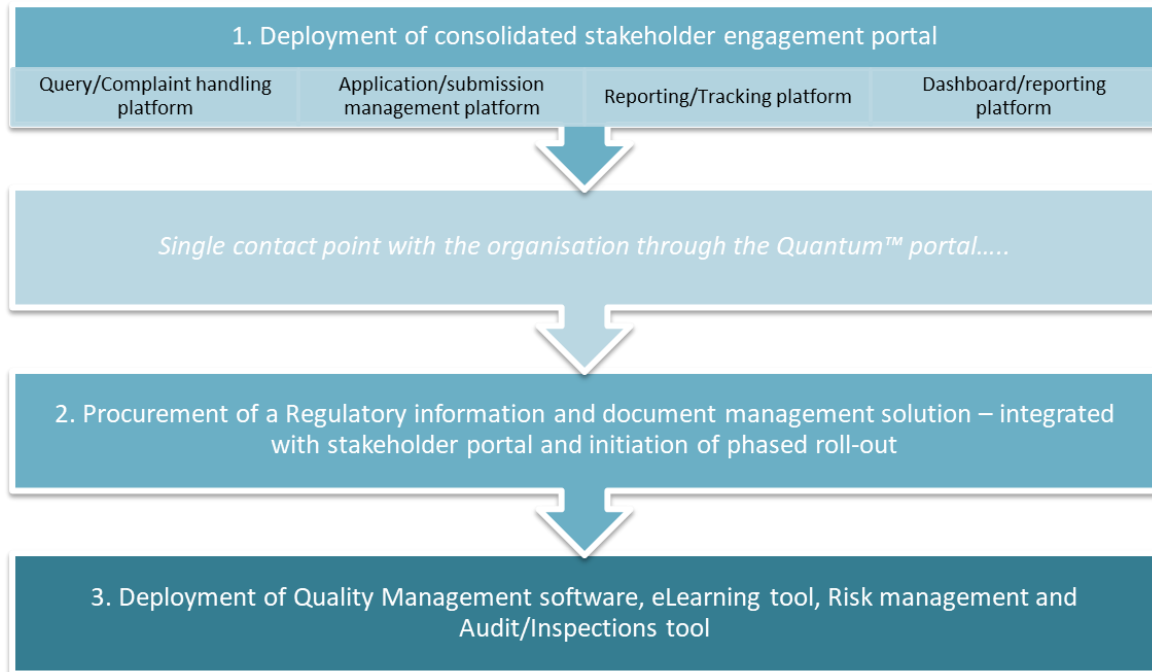 1. Deployment of consolidated stakeholder engagement portal
Query/Complaint handling
platform
Application/submission
management platform
Reporting/Tracking platform
Dashboard/reporting
platform
Single contact point with the organisation through the Quantum™ portal…..
2. Procurement of a Regulatory information and document management solution – integrated
with stakeholder portal and initiation of phased roll-out
3. Deployment of Quality Management software, eLearning tool, Risk management and
Audit/Inspections tool